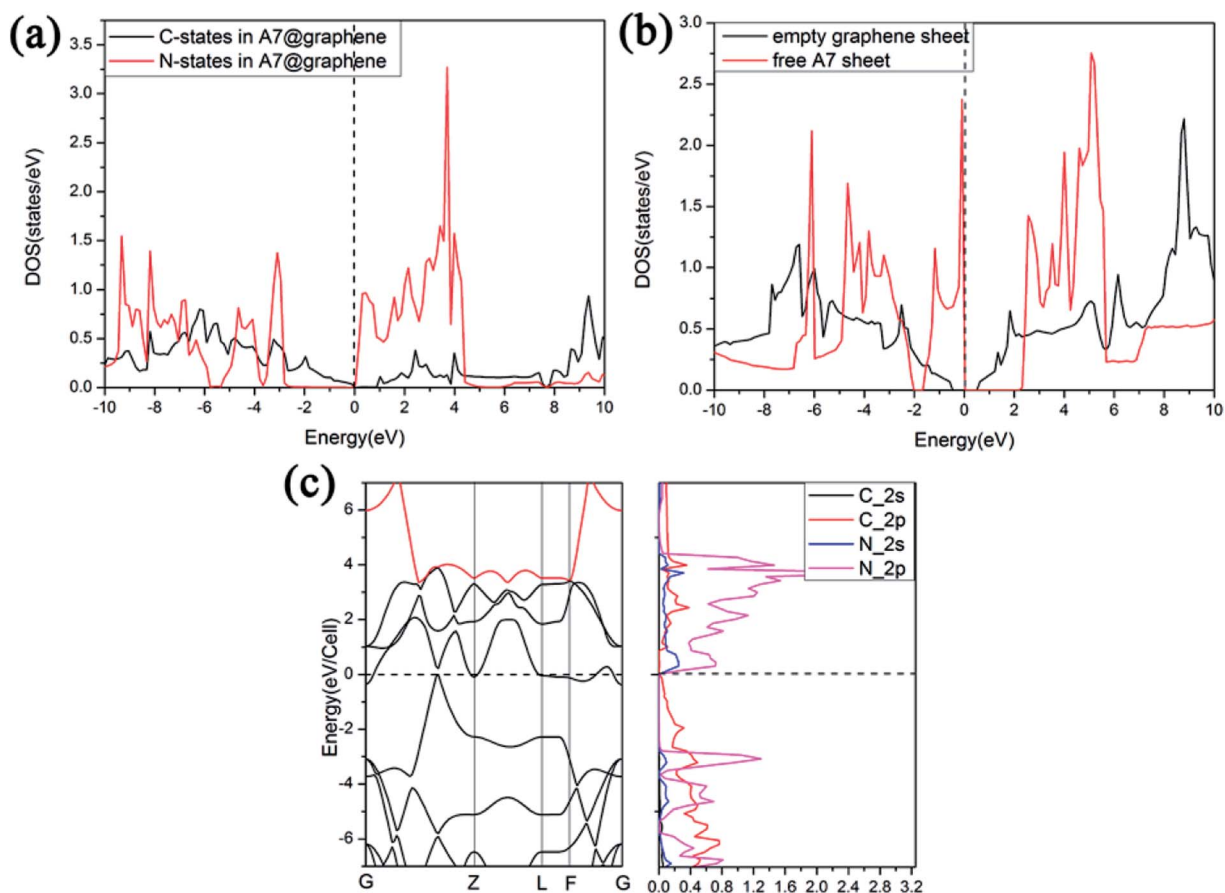 (a)
C-states in A7@graphene
N-states in A7@graphene
DOS(states/eV)
3.5
3.0
2.5
2.0
1.5
1.0
0.5
0.0
-10 -8 -6 -4 -2 0 2 4 6 8 10
Energy(eV)
(b)
empty graphene sheet
free A7 sheet
DOS(states/eV)
3.0
2.5
2.0
1.5
1.0
0.5
0.0
-10 -8 -6 -4 -2 0 2 4 6 8 10
Energy(eV)
(c)
Energy(eV/Cell)
6
4
2
0
-2
-4
-6
G Z L F G
C_2s
C_2p
N_2s
N_2p
0.0 0.4 0.8 1.2 1.6 2.0 2.4 2.8 3.2